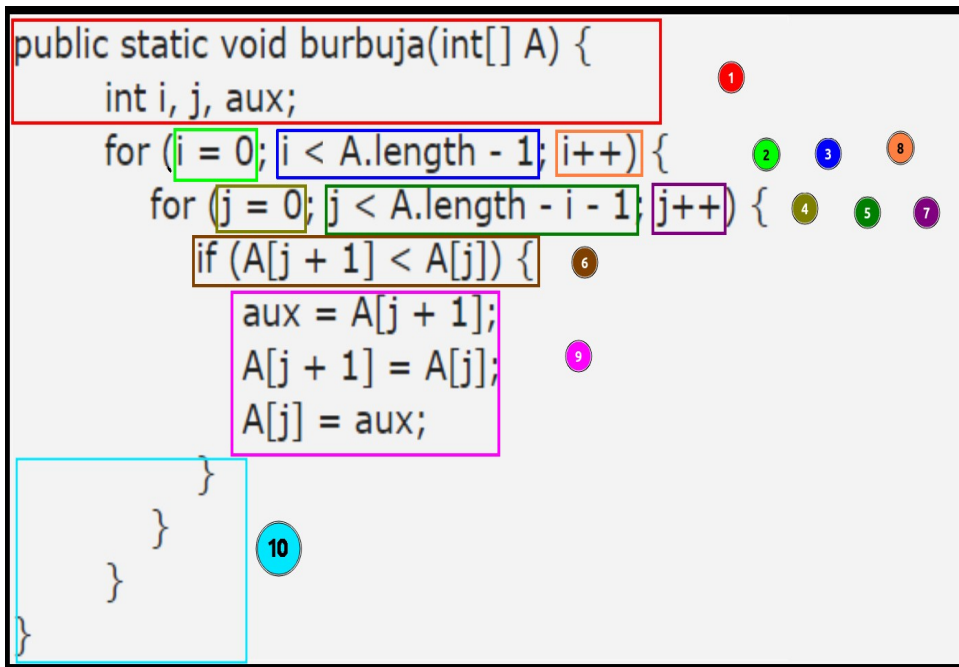 public static void burbuja(int[] A) {
int i, j, aux;
1
for (i = 0; i < A.length - 1; i++) {
2 3 8
for (j = 0; j < A.length - i - 1; j++) {
4 5 7
if (A[j + 1] < A[j]) {
6
aux = A[j + 1];
A[j + 1] = A[j];
9
A[j] = aux;
}
}
10
}
}